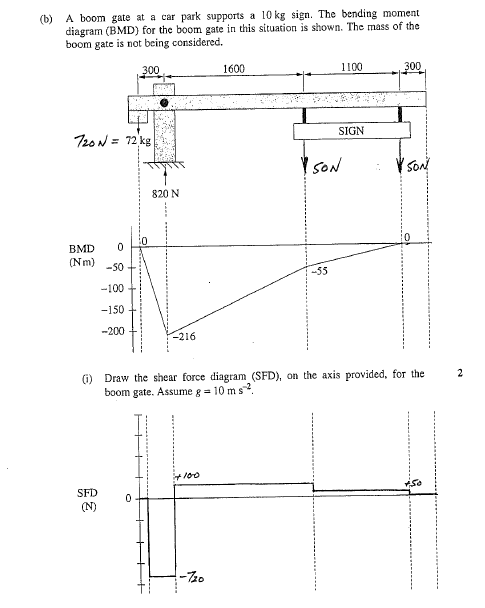 (b) A boom gate at a car park supports a 10 kg sign. The bending moment
diagram (BMD) for the boom gate in this situation is shown. The mass of the
boom gate is not being considered.
300 1600 1100 300
SIGN
720N = 72 kg
50N 50N
820 N
BMD
(Nm)
0
-50
-100
-150
-200
0
0
-55
-216
(i) Draw the shear force diagram (SFD), on the axis provided, for the 2
boom gate. Assume g = 10 m s⁻².
+100
+50
SFD
(N)
0
-720